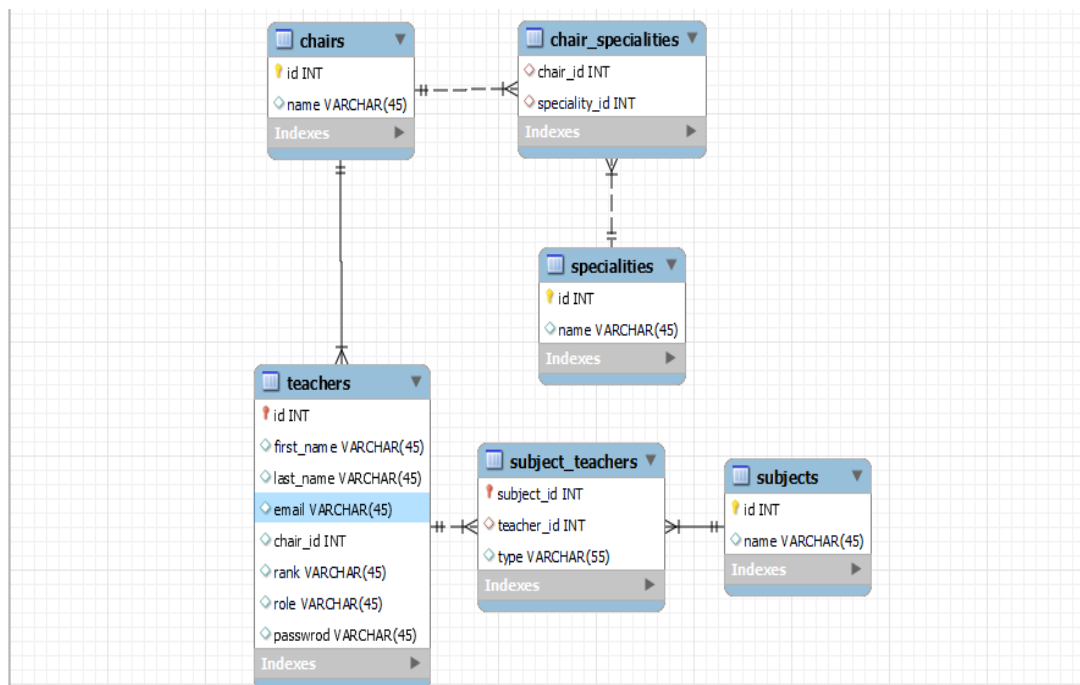 chairs
id INT
name VARCHAR(45)
Indexes
chair_specialities
chair_id INT
speciality_id INT
Indexes
specialities
id INT
name VARCHAR(45)
Indexes
teachers
id INT
first_name VARCHAR(45)
last_name VARCHAR(45)
email VARCHAR(45)
chair_id INT
rank VARCHAR(45)
role VARCHAR(45)
passwrod VARCHAR(45)
Indexes
subject_teachers
subject_id INT
teacher_id INT
type VARCHAR(55)
Indexes
subjects
id INT
name VARCHAR(45)
Indexes